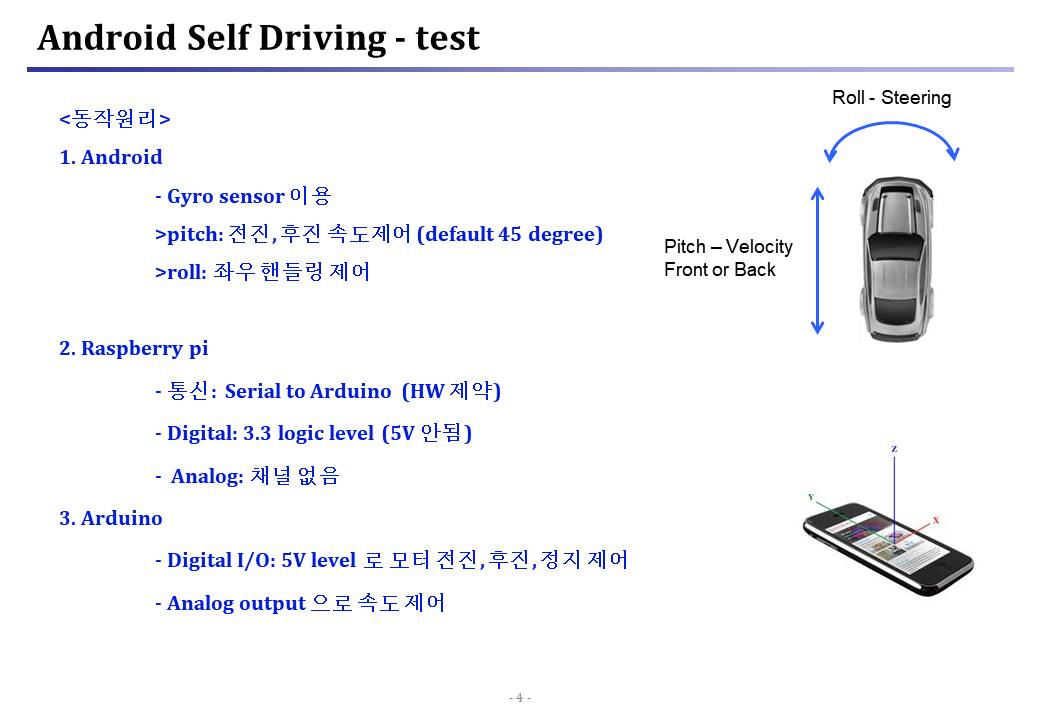 Android Self Driving - test
<동작원리>
1. Android
- Gyro sensor 이용
>pitch: 전진, 후진 속도제어 (default 45 degree)
>roll: 좌우 핸들링 제어
2. Raspberry pi
- 통신: Serial to Arduino (HW 제약)
- Digital: 3.3 logic level (5V 안됨)
- Analog: 채널 없음
3. Arduino
- Digital I/O: 5V level 로 모터 전진, 후진, 정지 제어
- Analog output 으로 속도 제어
Roll - Steering
Pitch – Velocity
Front or Back
Z
Y
X
- 4 -